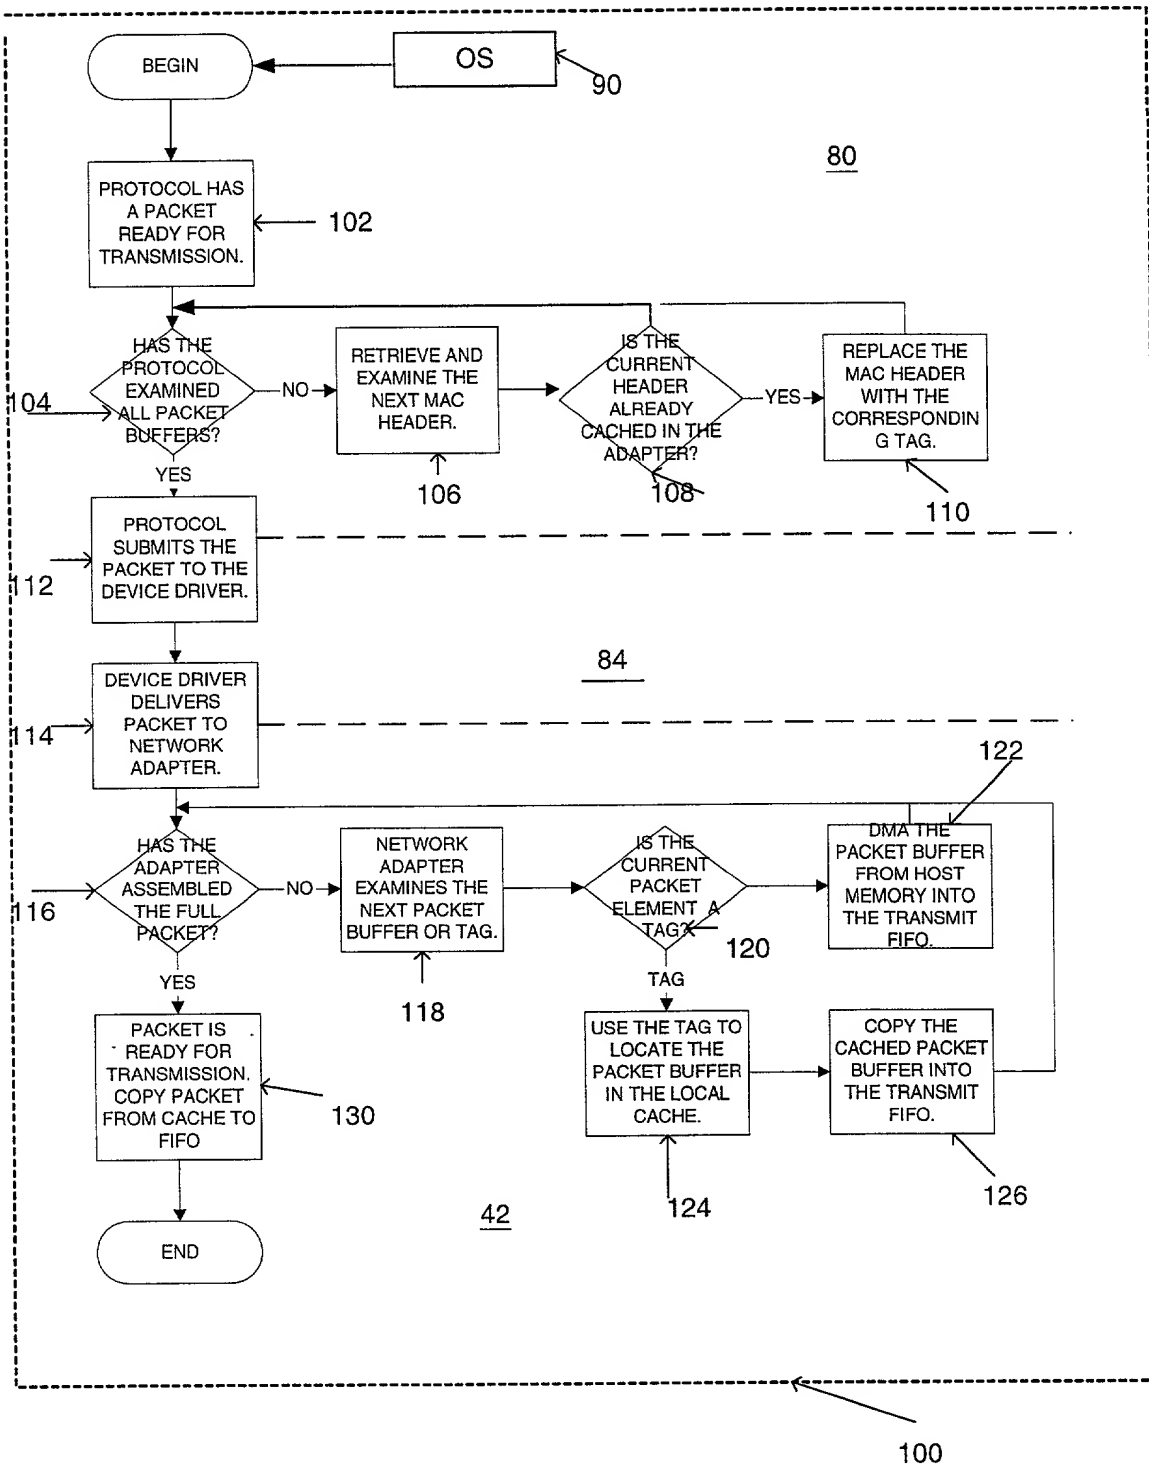 BEGIN
OS
90
80
PROTOCOL HAS
A PACKET
READY FOR
TRANSMISSION.
102
HAS THE
PROTOCOL
EXAMINED
ALL PACKET
BUFFERS?
104
NO
RETRIEVE AND
EXAMINE THE
NEXT MAC
HEADER.
106
IS THE
CURRENT
HEADER
ALREADY
CACHED IN THE
ADAPTER?
108
YES
REPLACE THE
MAC HEADER
WITH THE
CORRESPONDIN
G TAG.
110
YES
PROTOCOL
SUBMITS THE
PACKET TO THE
DEVICE DRIVER.
112
84
DEVICE DRIVER
DELIVERS
PACKET TO
NETWORK
ADAPTER.
114
122
HAS THE
ADAPTER
ASSEMBLED
THE FULL
PACKET?
116
NO
NETWORK
ADAPTER
EXAMINES THE
NEXT PACKET
BUFFER OR TAG.
118
IS THE
CURRENT
PACKET
ELEMENT A
TAG?
120
DMA THE
PACKET BUFFER
FROM HOST
MEMORY INTO
THE TRANSMIT
FIFO.
YES
TAG
PACKET IS
READY FOR
TRANSMISSION.
COPY PACKET
FROM CACHE TO
FIFO
130
USE THE TAG TO
LOCATE THE
PACKET BUFFER
IN THE LOCAL
CACHE.
124
COPY THE
CACHED PACKET
BUFFER INTO
THE TRANSMIT
FIFO.
126
42
END
100